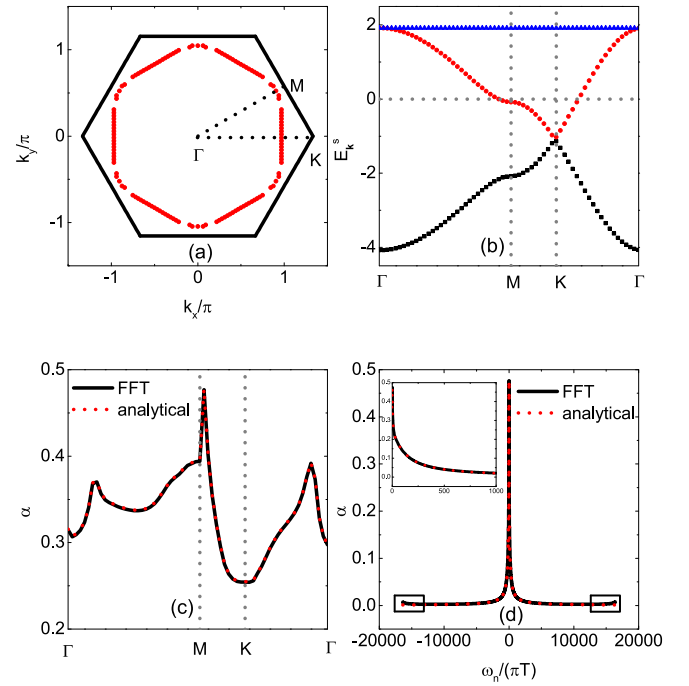 1
0
-1
k_y/π
-1 0 1
k_x/π
M
Γ
K
(a)
2
0
-2
-4
E_k^s
Γ M K Γ
(b)
0.5
0.4
0.3
0.2
α
FFT
analytical
Γ M K Γ
(c)
0.5
0.4
0.3
0.2
0.1
0.0
α
FFT
analytical
0.5
0.4
0.3
0.2
0.1
0.0
0 500 1000
(d)
-20000 -10000 0 10000 20000
ω_n/(πT)